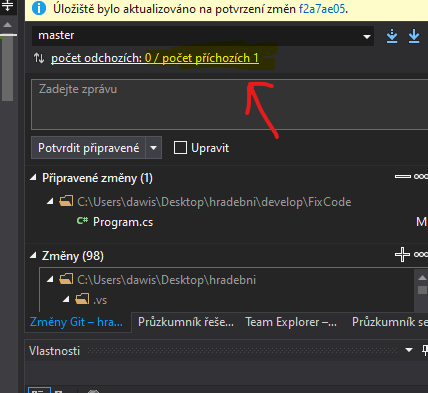 Úložiště bylo aktualizováno na potvrzení změn f2a7ae05.
master
počet odchozích: 0 / počet příchozích 1
Zadejte zprávu
Potvrdit připravené
Upravit
Připravené změny (1)
C:\Users\dawis\Desktop\hradebni\develop\FixCode
C# Program.cs M
Změny (98)
C:\Users\dawis\Desktop\hradebni
.vs
Změny Git – hra... Průzkumník řeše... Team Explorer –... Průzkumník se
Vlastnosti